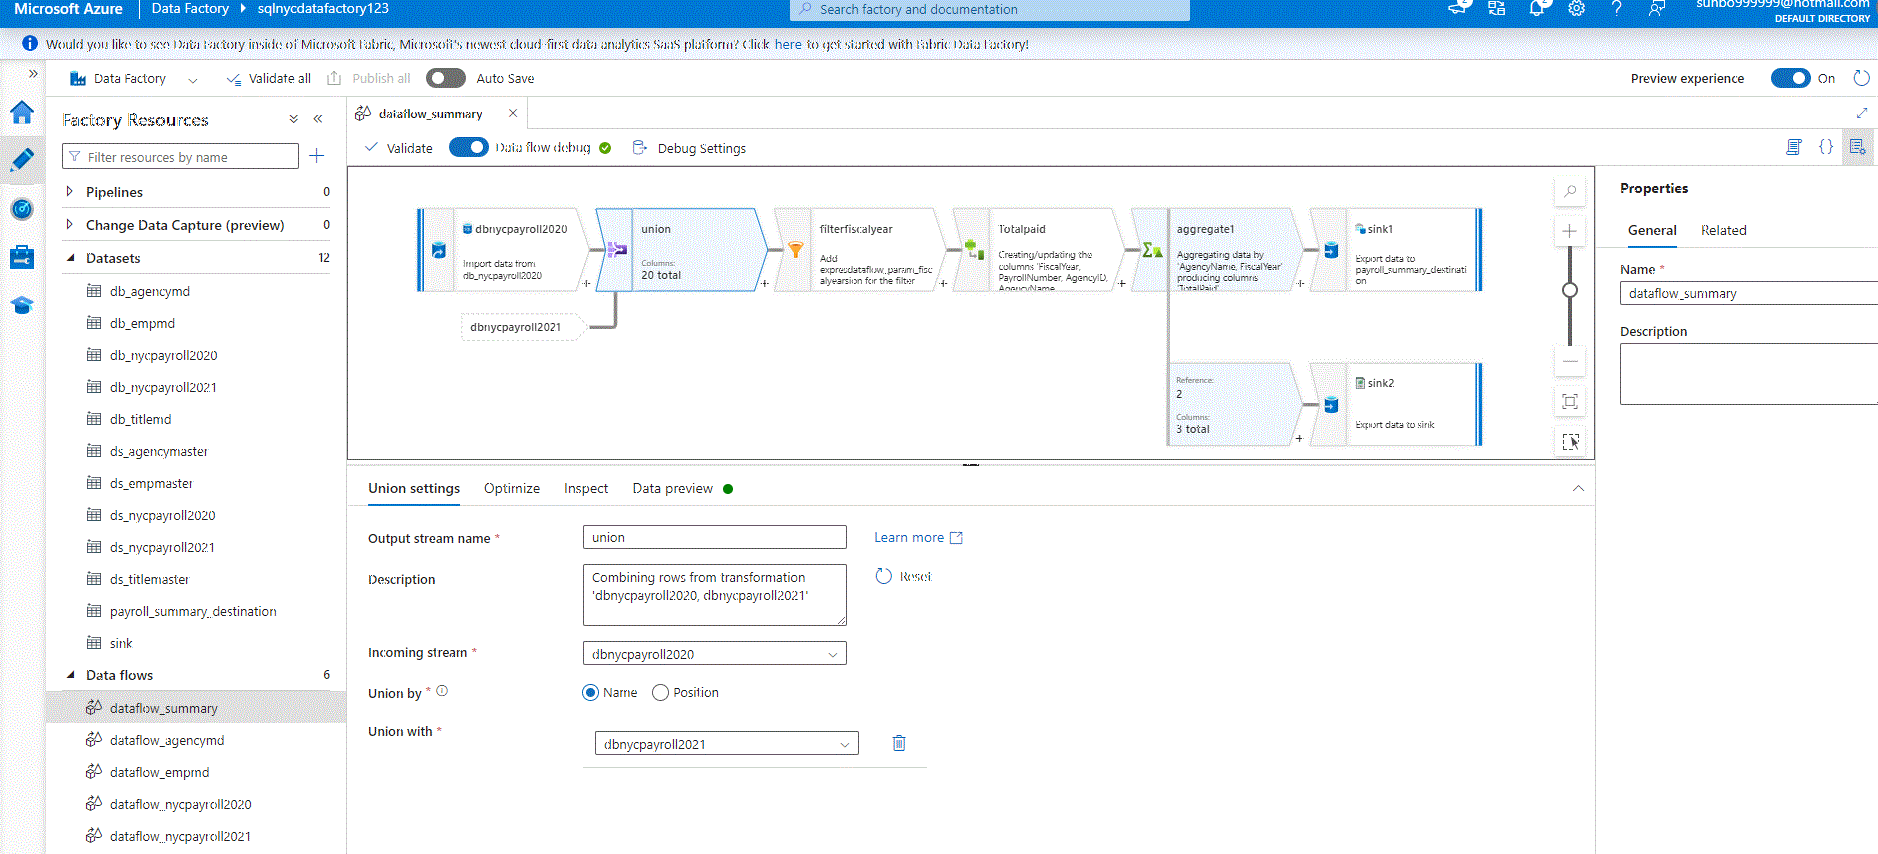 Microsoft Azure
Data Factory
sqlnycdatafactory123
Search factory and documentation
sunbo999999@hotmail.com
DEFAULT DIRECTORY
Would you like to see Data Factory inside of Microsoft Fabric, Microsoft's newest cloud-first data analytics SaaS platform? Click here to get started with Fabric Data Factory!
Data Factory
Validate all
Publish all
Auto Save
Preview experience
On
Factory Resources
Filter resources by name
Pipelines 0
Change Data Capture (preview) 0
Datasets 12
db_agencymd
db_empmd
db_nycpayroll2020
db_nycpayroll2021
db_titlemd
ds_agencymaster
ds_empmaster
ds_nycpayroll2020
ds_nycpayroll2021
ds_titlemaster
payroll_summary_destination
sink
Data flows 6
dataflow_summary
dataflow_agencymd
dataflow_empmd
dataflow_nycpayroll2020
dataflow_nycpayroll2021
dataflow_summary
Validate
Data flow debug
Debug Settings
dbnycpayroll2020
Import data from
db_nycpayroll2020
union
Columns:
20 total
filterfiscalyear
Add
expresdataflow_param_fisc
alyearsion for the filter
Totalpaid
Creating/updating the
columns 'FiscalYear,
PayrollNumber, AgencyID,
AgencyName
aggregate1
Aggregating data by
'AgencyName, FiscalYear'
producing columns
'TotalPaid'
sink1
Export data to
payroll_summary_destinati
on
dbnycpayroll2021
Reference:
2
Columns:
3 total
sink2
Export data to sink
Union settings
Optimize
Inspect
Data preview
Output stream name *
union
Learn more
Description
Combining rows from transformation
'dbnycpayroll2020, dbnycpayroll2021'
Reset
Incoming stream *
dbnycpayroll2020
Union by *
Name
Position
Union with *
dbnycpayroll2021
Properties
General
Related
Name *
dataflow_summary
Description